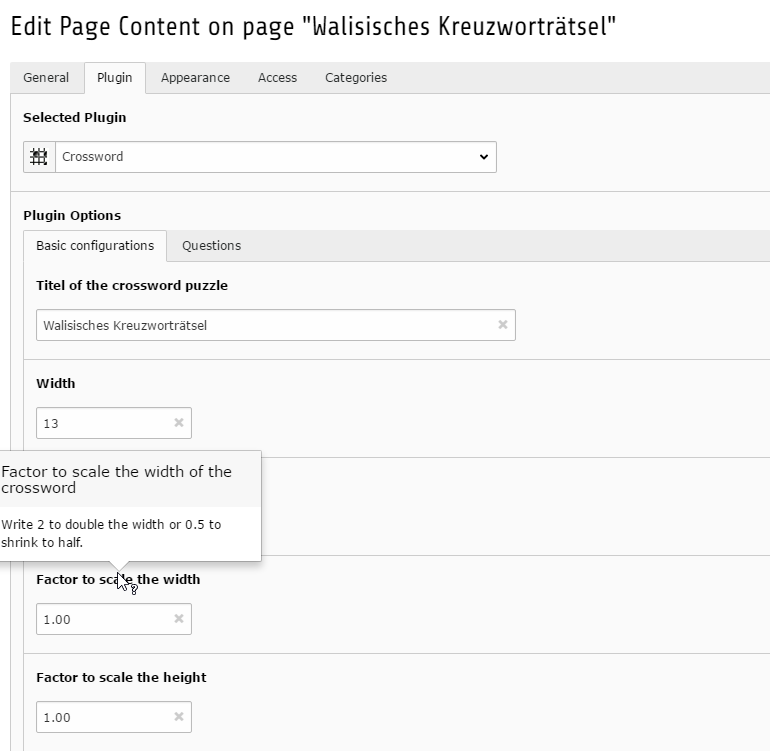 Edit Page Content on page "Walisisches Kreuzworträtsel"
General Plugin Appearance Access Categories
Selected Plugin
Crossword
Plugin Options
Basic configurations Questions
Titel of the crossword puzzle
Walisisches Kreuzworträtsel
Width
13
Factor to scale the width of the
crossword
Write 2 to double the width or 0.5 to
shrink to half.
Factor to scale the width
1.00
Factor to scale the height
1.00